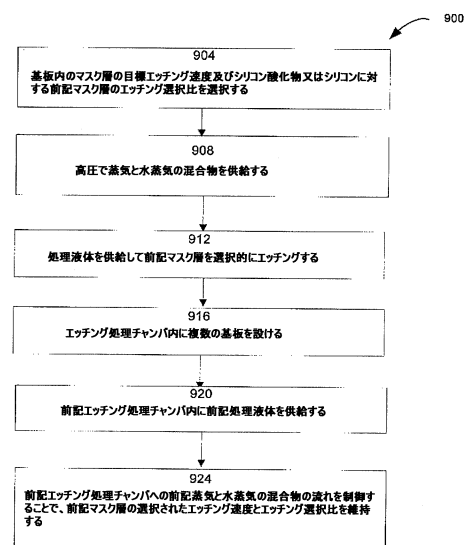 900
904
基板内のマスク層の目標エッチング速度及びシリコン酸化物又はシリコンに対
する前記マスク層のエッチング選択比を選択する
908
高圧で蒸気と水蒸気の混合物を供給する
912
処理液体を供給して前記マスク層を選択的にエッチングする
916
エッチング処理チャンバ内に複数の基板を設ける
920
前記エッチング処理チャンバ内に前記処理液体を供給する
924
前記エッチング処理チャンバへの前記蒸気と水蒸気の混合物の流れを制御す
ることで、前記マスク層の選択されたエッチング速度とエッチング選択比を維持
する